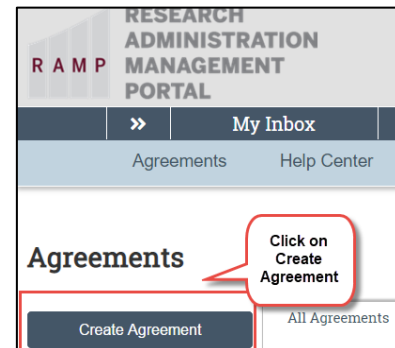 RESEARCH
ADMINISTRATION
RAMP MANAGEMENT
PORTAL
» My Inbox
Agreements Help Center
Agreements
Click on
Create
Agreement
Create Agreement
All Agreements